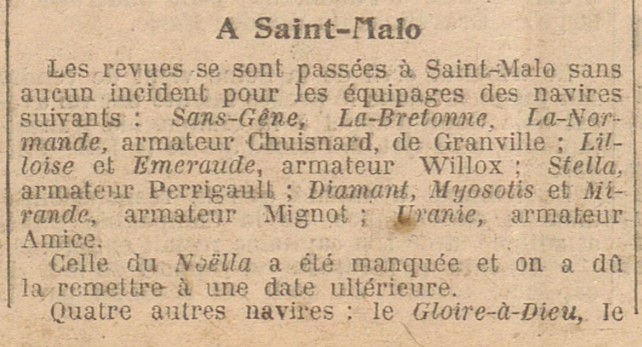 A Saint-Malo
Les revues se sont passées à Saint-Malo sans
aucun incident pour les équipages des navires
suivants : Sans-Gêne, La-Bretonne, La-Nor-
mande, armateur Chuisnard, de Granville ; Lil-
loise et Emeraude, armateur Willox ; Stella,
armateur Perrigault ; Diamant, Myosotis et Mi-
rande, armateur Mignot ; Uranie, armateur
Amice.
Celle du Noëlla a été manquée et on a dû
la remettre à une date ultérieure.
Quatre autres navires : le Gloire-à-Dieu, le